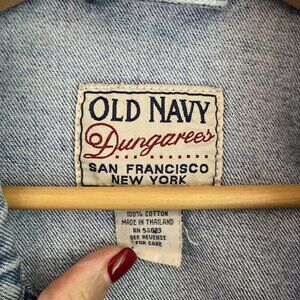 OLD NAVY
Dungarees
SAN FRANCISCO
NEW YORK
100% COTTON
MADE IN THAILAND
RN 54023
SEE REVERSE
FOR CARE